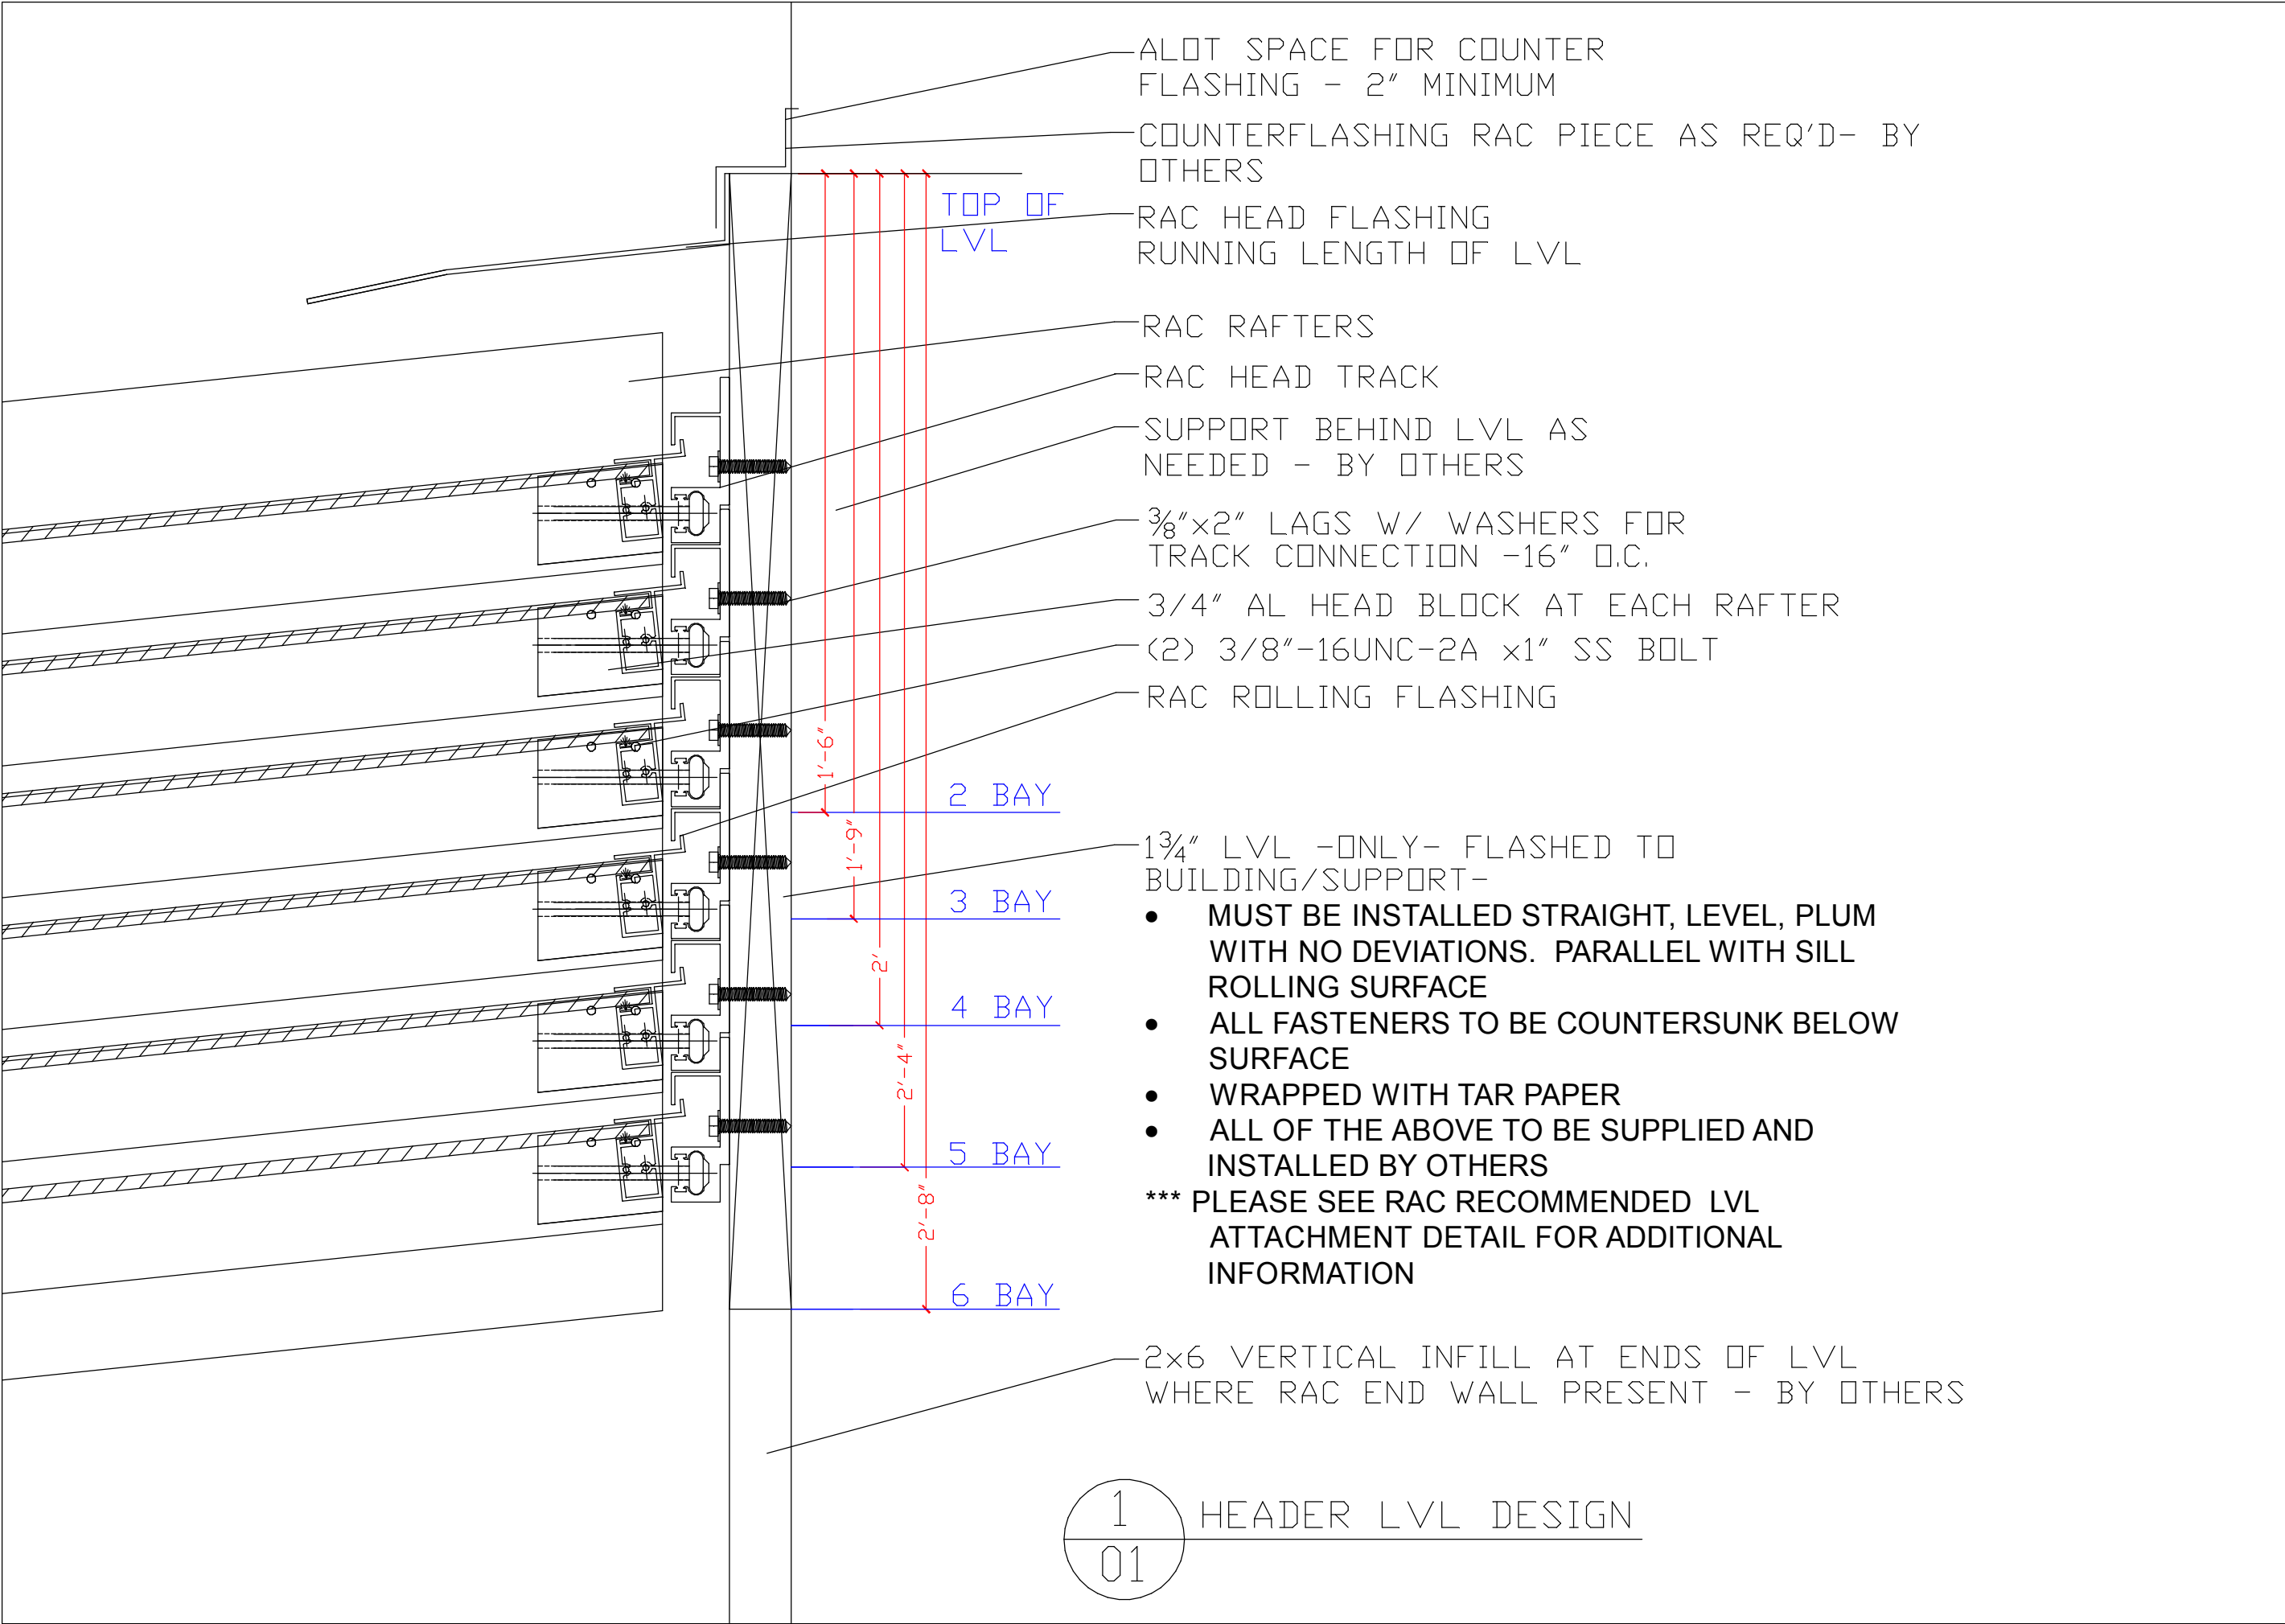 ALOT SPACE FOR COUNTER
FLASHING - 2" MINIMUM
COUNTERFLASHING RAC PIECE AS REQ'D- BY
OTHERS
TOP OF
LVL
RAC HEAD FLASHING
RUNNING LENGTH OF LVL
RAC RAFTERS
RAC HEAD TRACK
SUPPORT BEHIND LVL AS
NEEDED - BY OTHERS
3⁄8"x2" LAGS W/ WASHERS FOR
TRACK CONNECTION -16" O.C.
3/4" AL HEAD BLOCK AT EACH RAFTER
(2) 3/8"-16UNC-2A x1" SS BOLT
RAC ROLLING FLASHING
1'-6"
2 BAY
1'-9"
3 BAY
2'
4 BAY
2'-4"
5 BAY
2'-8"
6 BAY
1¾" LVL -ONLY- FLASHED TO
BUILDING/SUPPORT-
• MUST BE INSTALLED STRAIGHT, LEVEL, PLUM
WITH NO DEVIATIONS. PARALLEL WITH SILL
ROLLING SURFACE
• ALL FASTENERS TO BE COUNTERSUNK BELOW
SURFACE
• WRAPPED WITH TAR PAPER
• ALL OF THE ABOVE TO BE SUPPLIED AND
INSTALLED BY OTHERS
*** PLEASE SEE RAC RECOMMENDED LVL
ATTACHMENT DETAIL FOR ADDITIONAL
INFORMATION
2x6 VERTICAL INFILL AT ENDS OF LVL
WHERE RAC END WALL PRESENT - BY OTHERS
1
HEADER LVL DESIGN
01